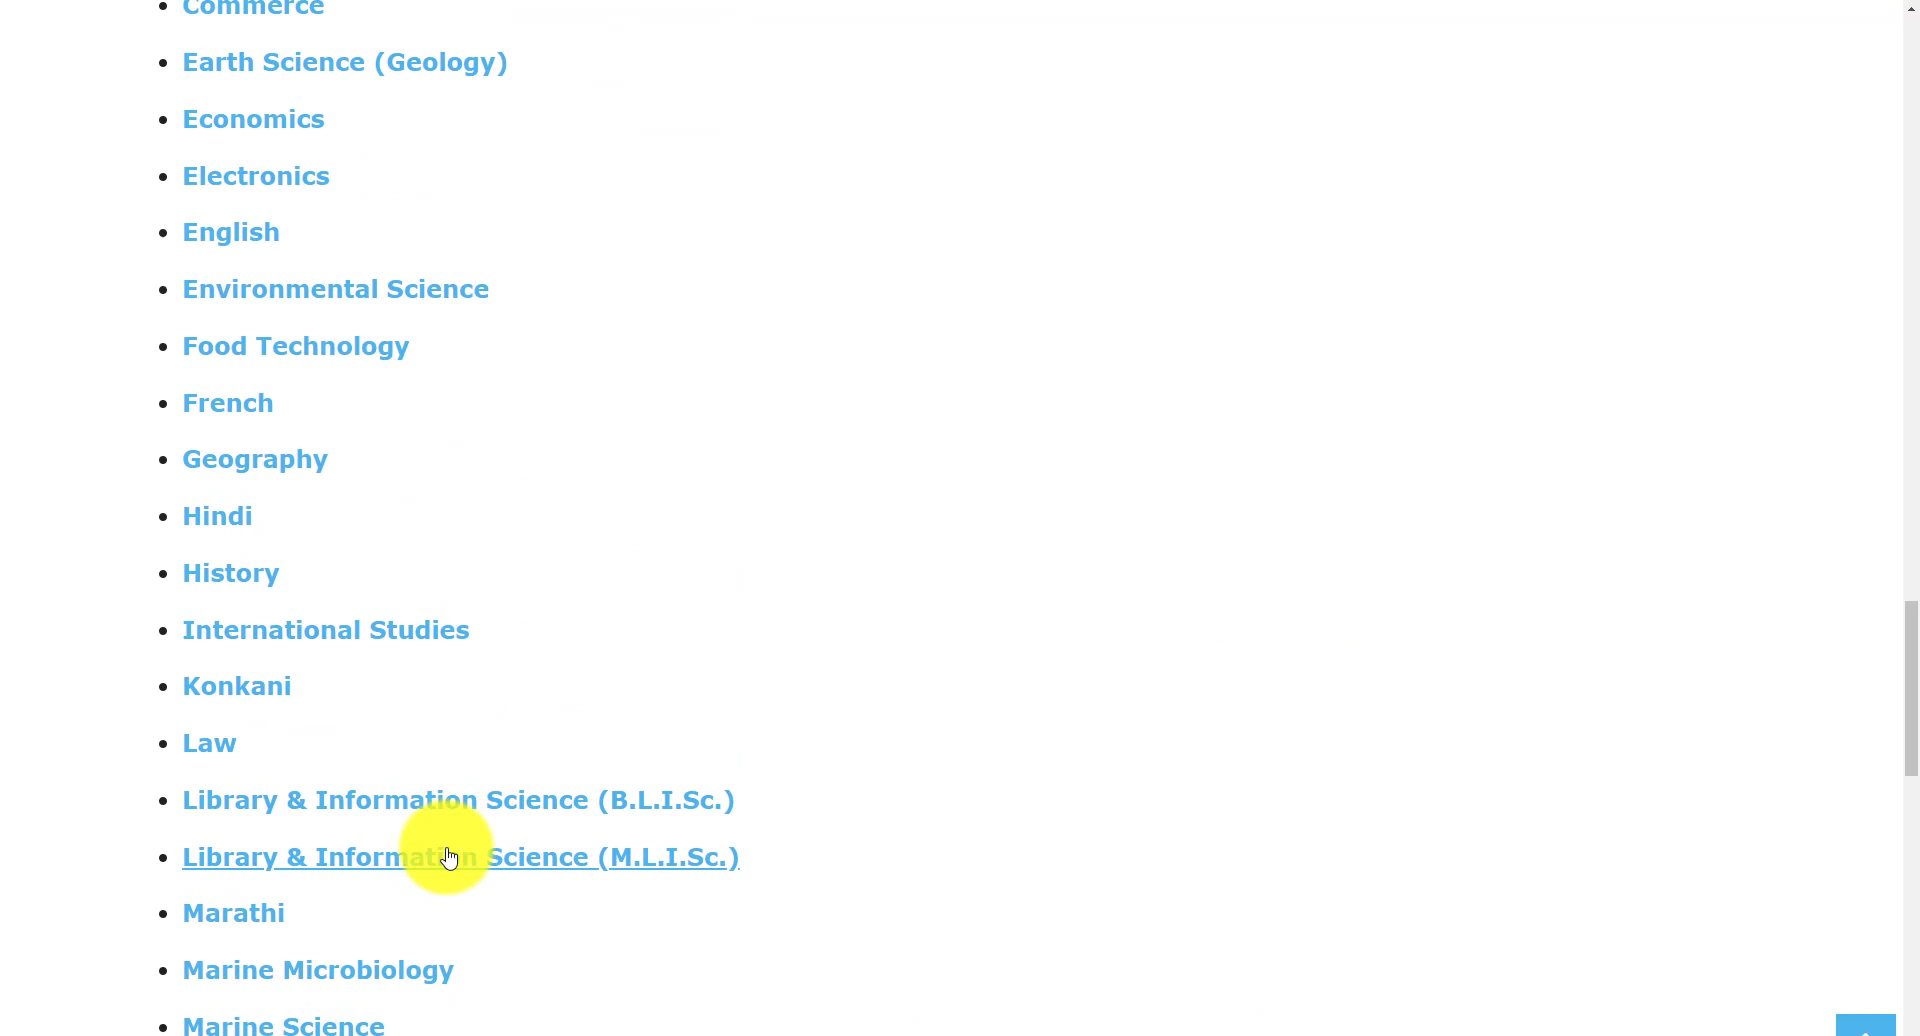 Commerce
Earth Science (Geology)
Economics
Electronics
English
Environmental Science
Food Technology
French
Geography
Hindi
History
International Studies
Konkani
Law
Library & Information Science (B.L.I.Sc.)
Library & Information Science (M.L.I.Sc.)
Marathi
Marine Microbiology
Marine Science